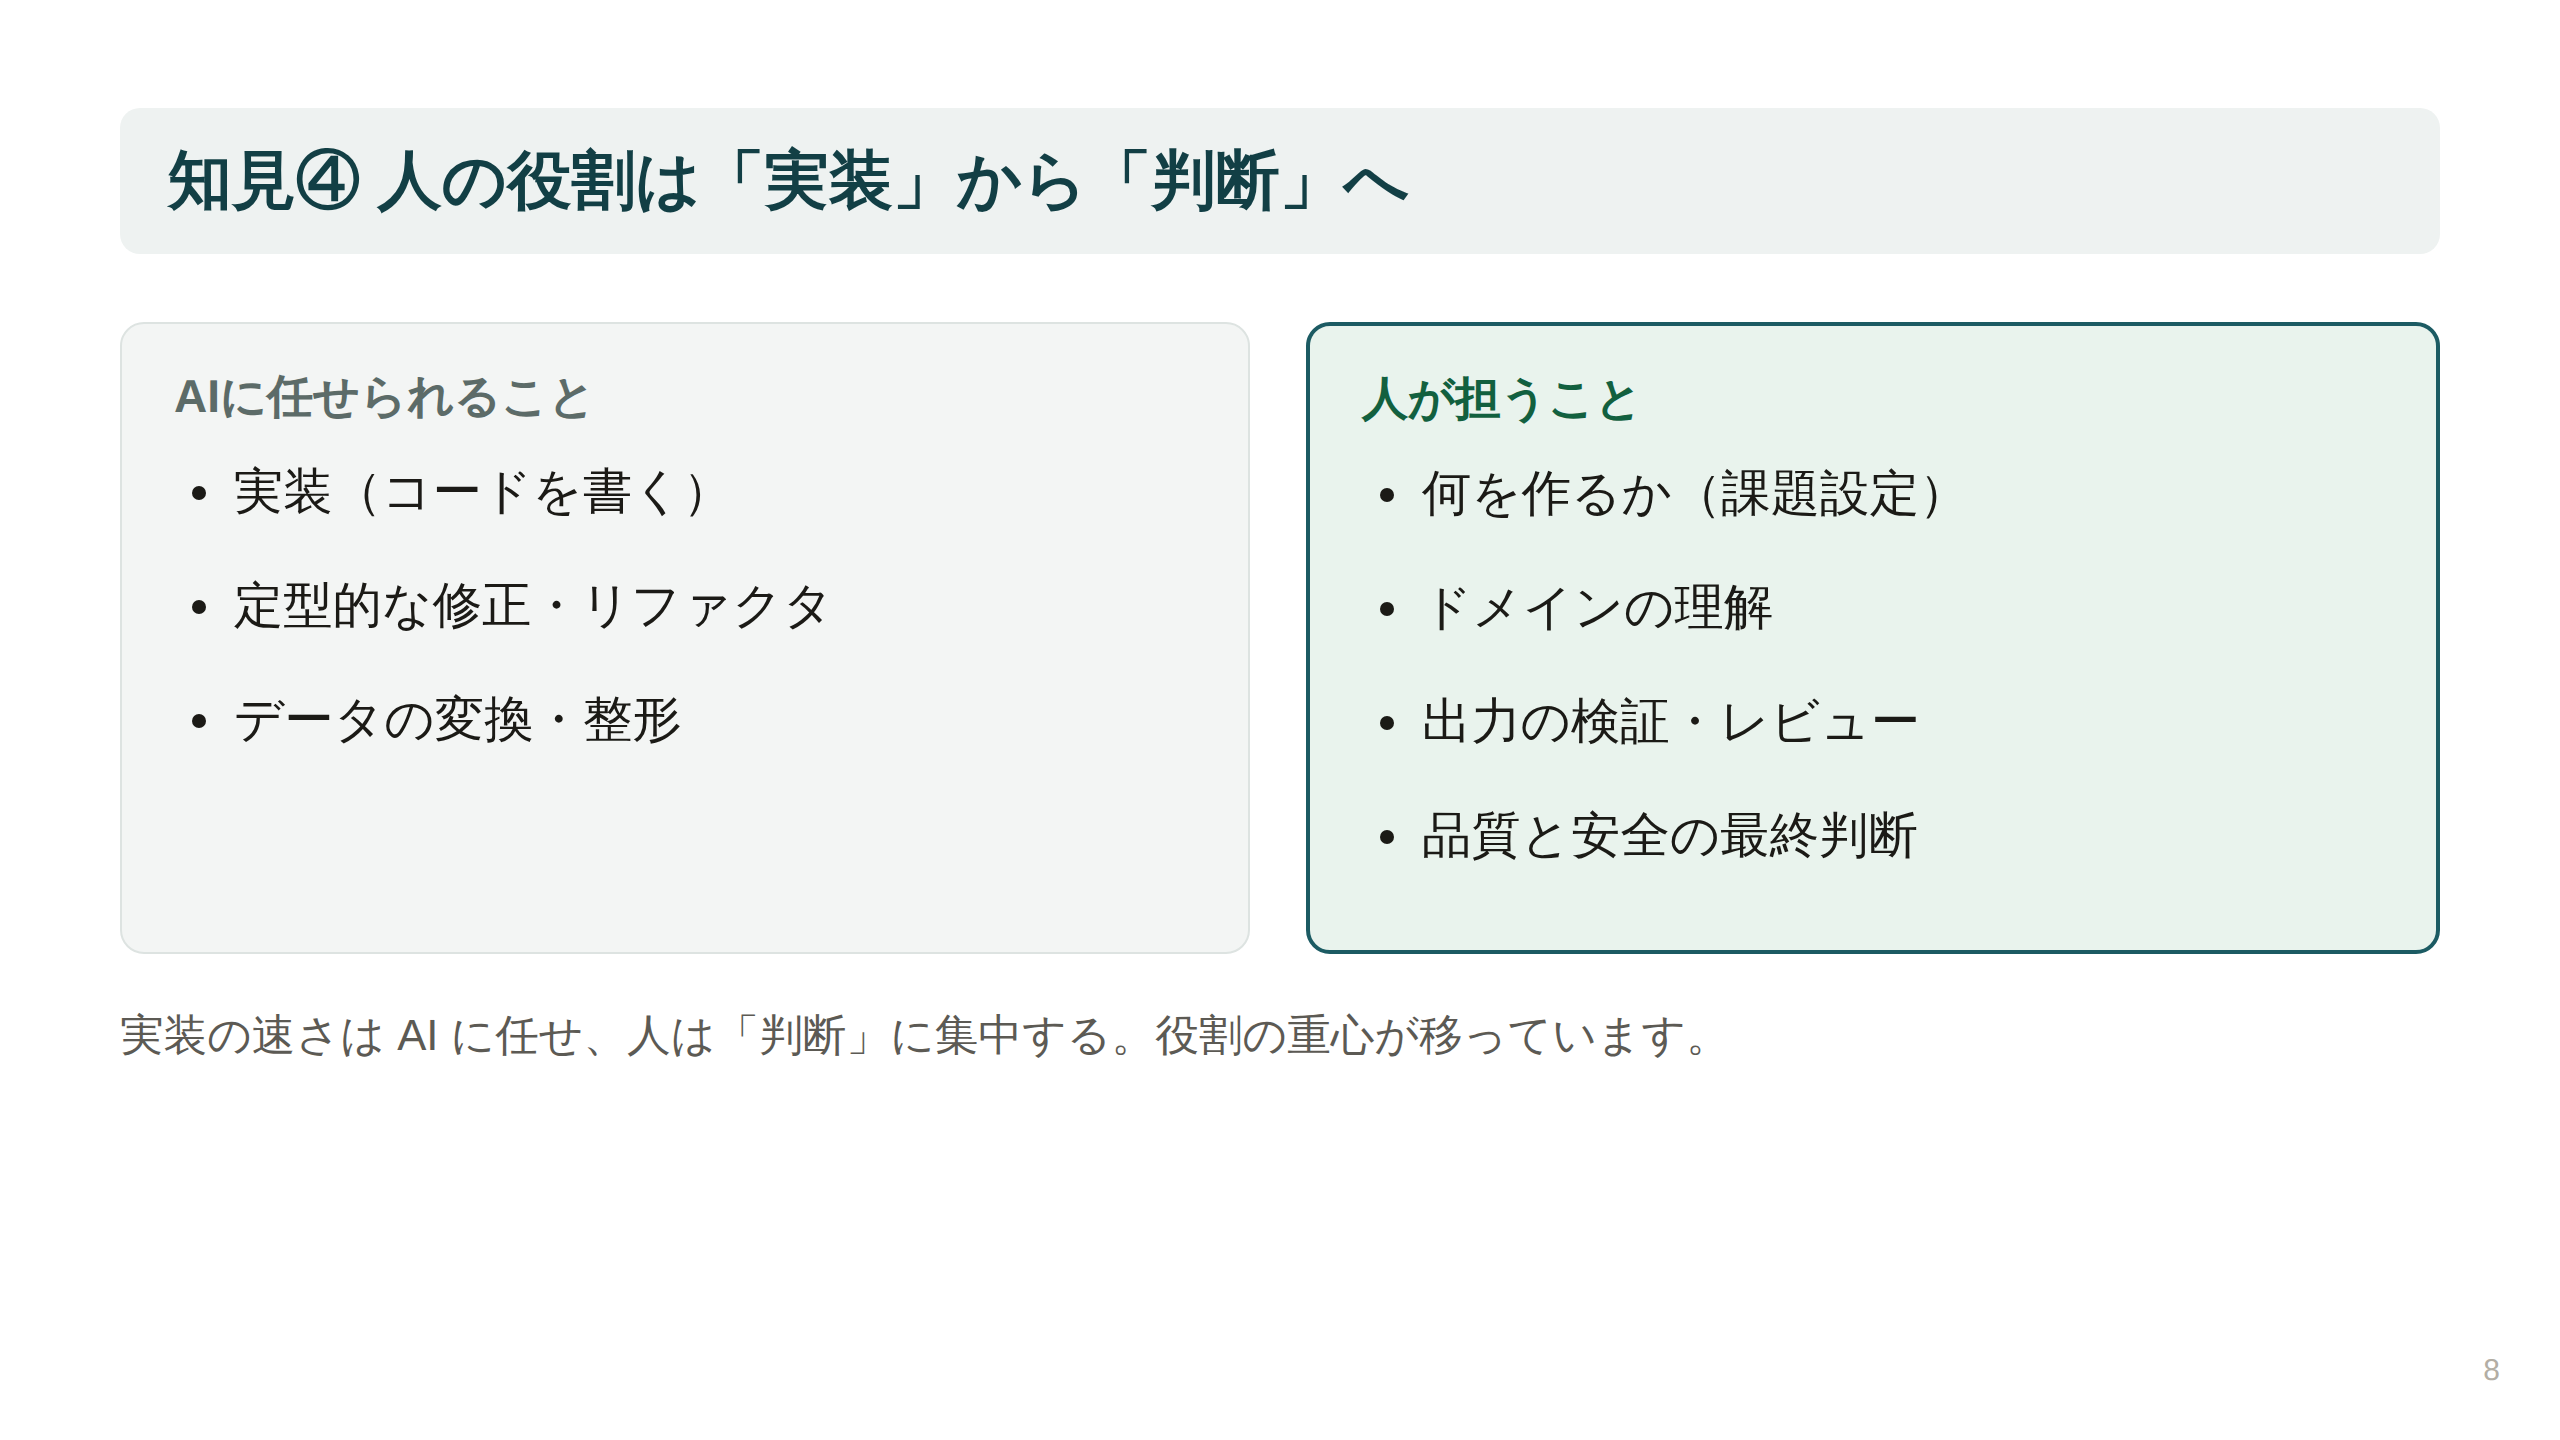 知見④ 人の役割は「実装」から「判断」へ
AIに任せられること
• 実装（コードを書く）
• 定型的な修正・リファクタ
• データの変換・整形
人が担うこと
• 何を作るか（課題設定）
• ドメインの理解
• 出力の検証・レビュー
• 品質と安全の最終判断
実装の速さは AI に任せ、人は「判断」に集中する。役割の重心が移っています。
8